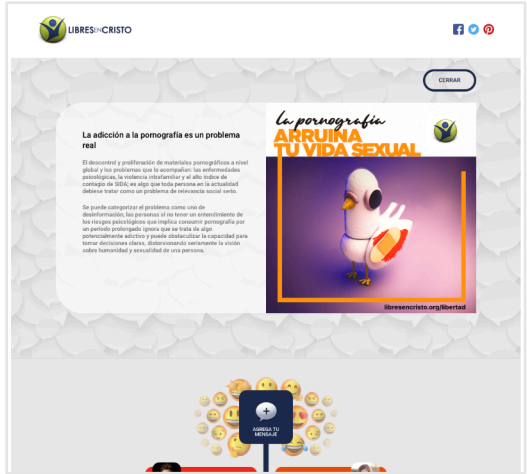 LIBRESENCRISTO
CERRAR
La adicción a la pornografía es un problema
real
El descontrol y proliferación de materiales pornográficos a nivel
global y los problemas que lo acompañan: las enfermedades
psicológicas, la violencia intrafamiliar y el alto índice de
contagio de SIDA; es algo que toda persona en la actualidad
debiese tratar como un problema de relevancia social serio.
Se puede categorizar el problema como uno de
desinformación, las personas al no tener un entendimiento de
los riesgos psicológicos que implica consumir pornografía por
un periodo prolongado ignora que se trata de algo
potencialmente adictivo y puede obstaculizar la capacidad para
tomar decisiones claras, distorsionando seriamente la visión
sobre humanidad y sexualidad de una persona.
la pornografía
ARRUINA
TU VIDA SEXUAL
libresencristo.org/libertad
AGREGA TU
MENSAJE